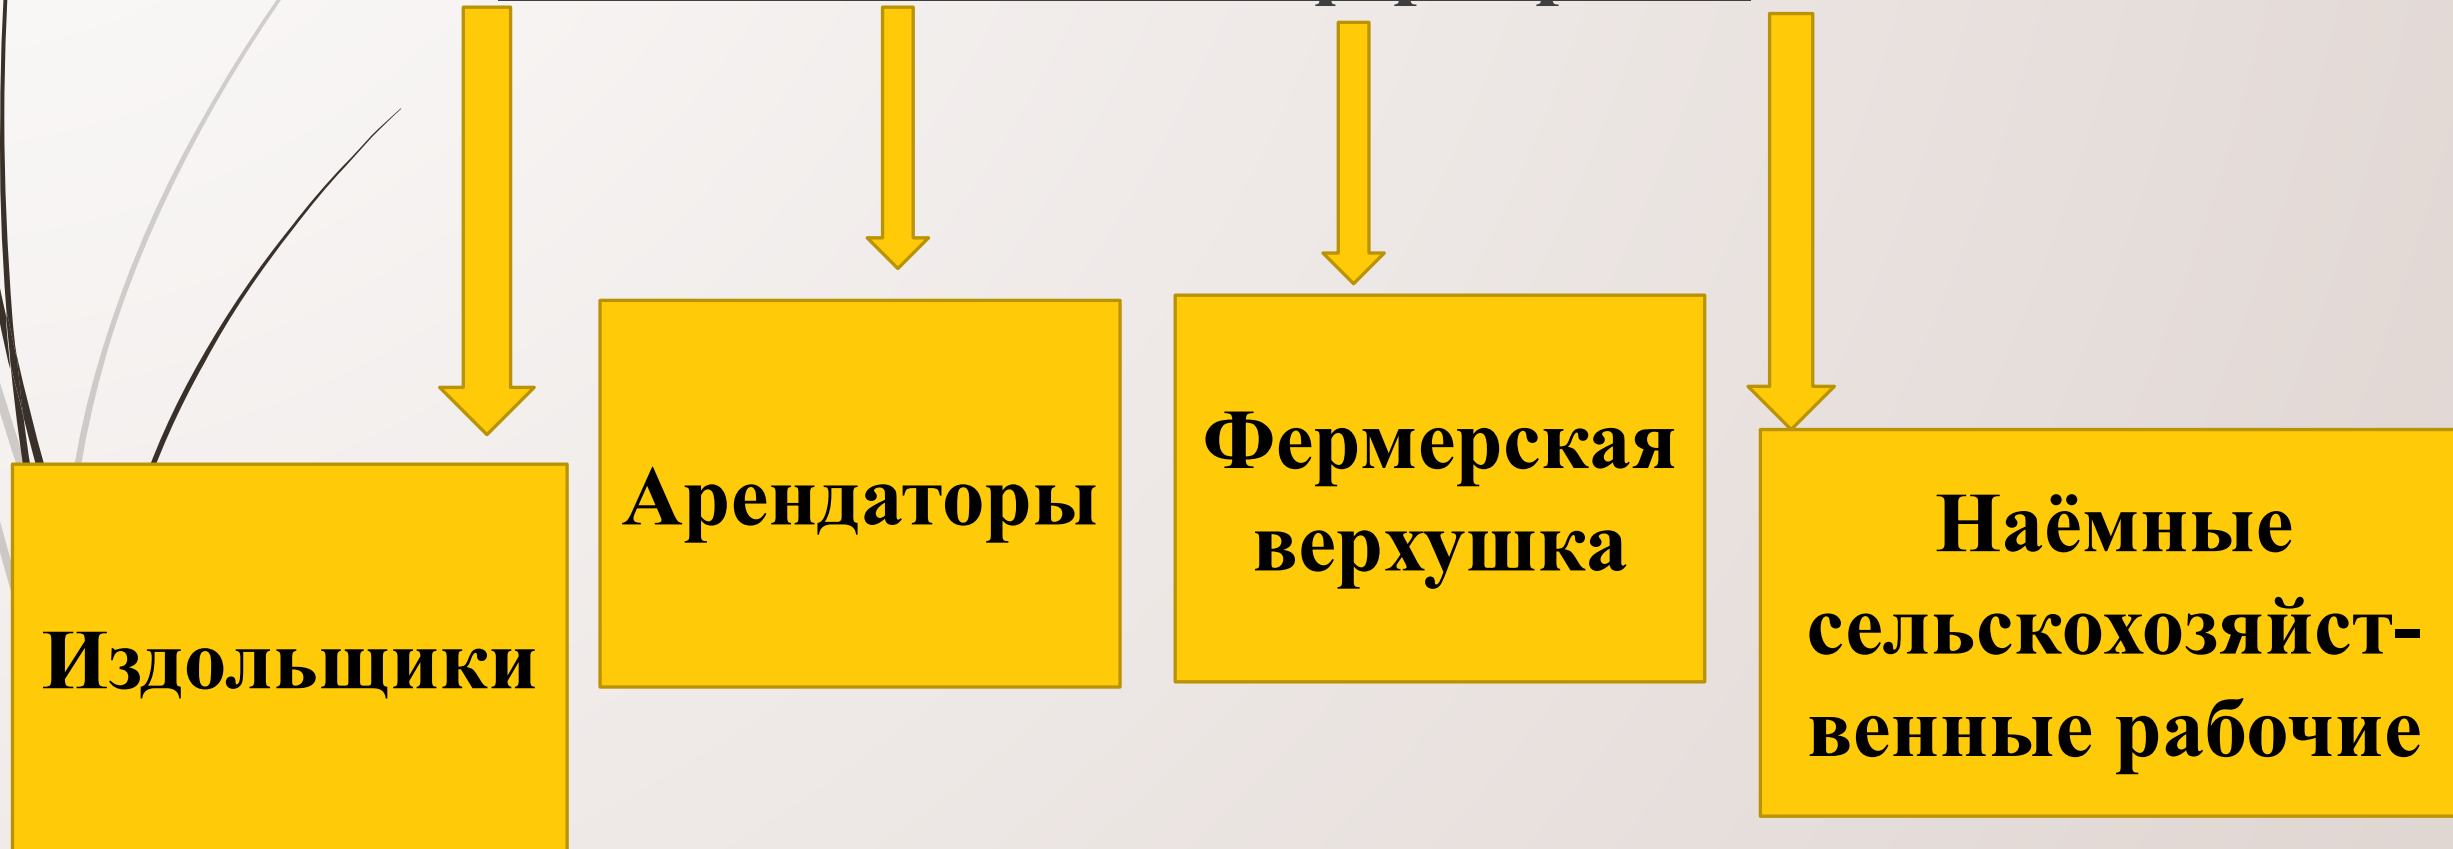 Издольщики
Арендаторы
Фермерская
верхушка
Наёмные
сельскохозяйст-
венные рабочие